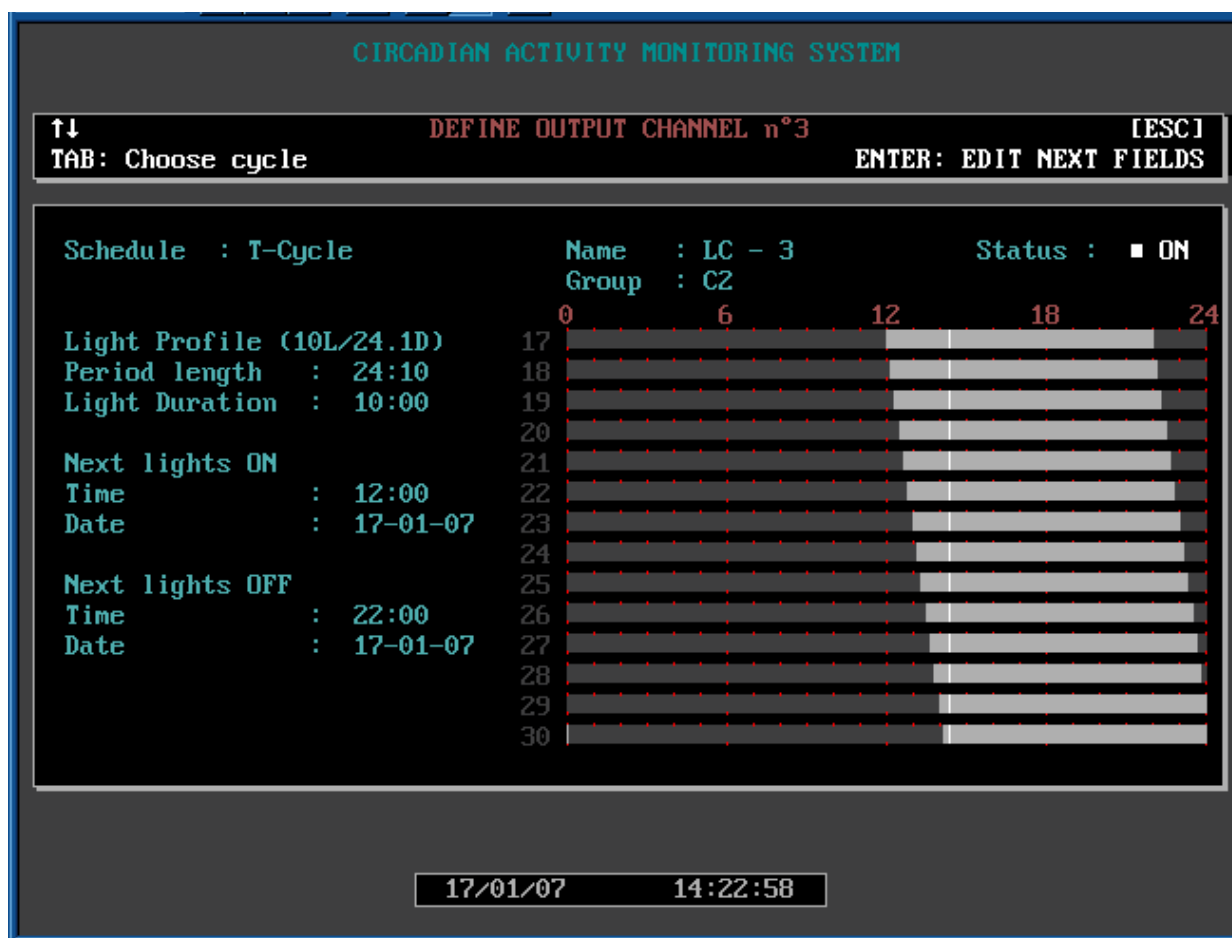 CIRCADIAN ACTIVITY MONITORING SYSTEM
↑↓ DEFINE OUTPUT CHANNEL n°3 [ESC]
TAB: Choose cycle ENTER: EDIT NEXT FIELDS
Schedule : T-Cycle Name : LC - 3 Status : ■ ON
Group : C2
0 6 12 18 24
Light Profile (10L/24.1D) 17
Period length : 24:10 18
Light Duration : 10:00 19
20
Next lights ON 21
Time : 12:00 22
Date : 17-01-07 23
24
Next lights OFF 25
Time : 22:00 26
Date : 17-01-07 27
28
29
30
17/01/07 14:22:58